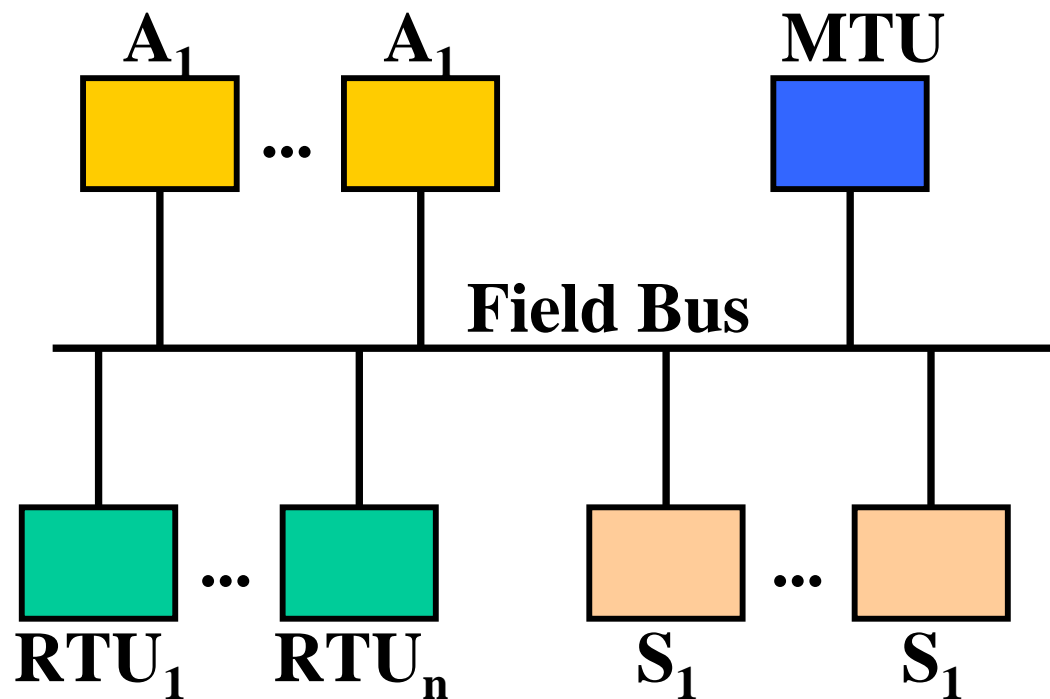 A₁ ... A₁ MTU
Field Bus
RTU₁ ... RTUₙ S₁ ... S₁